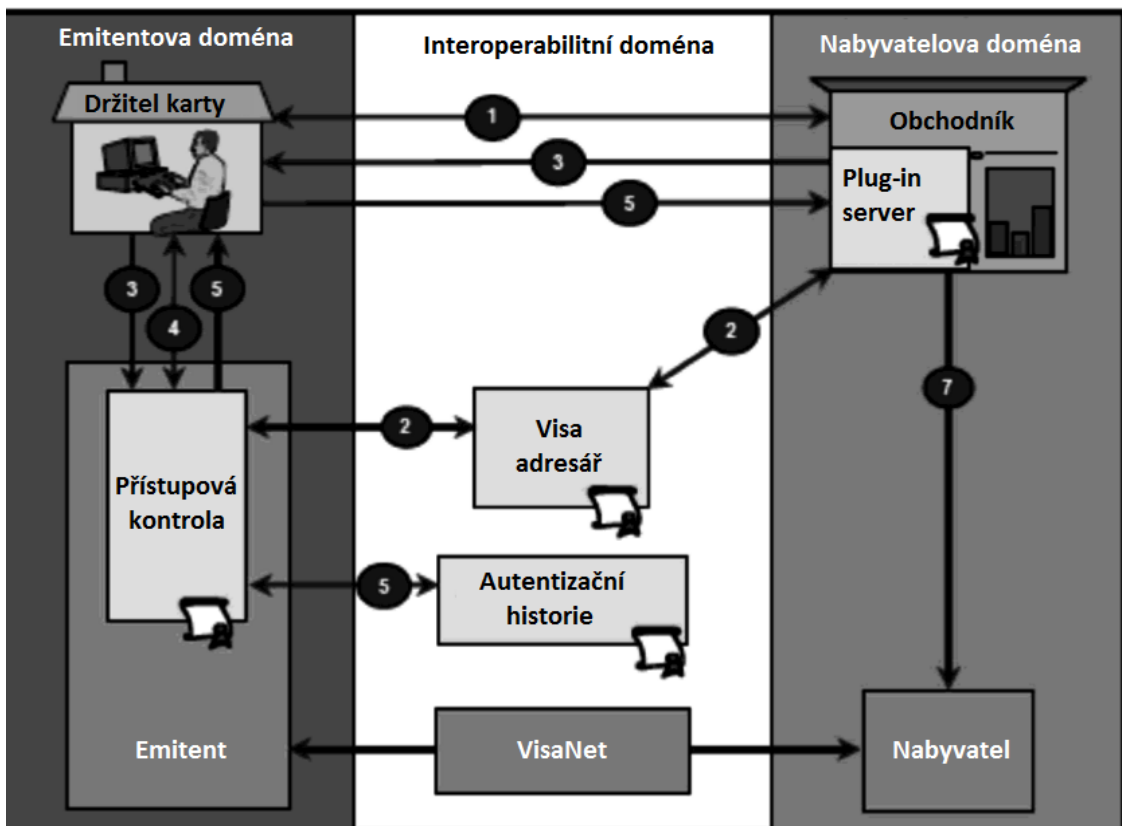 Emitentova doména
Interoperabilitní doména
Nabyvatelova doména
Držitel karty
1
Obchodník
3
Plug-in
server
5
3
5
4
2
7
2
Visa
adresář
Přístupová
kontrola
5
Autentizační
historie
Emitent
VisaNet
Nabyvatel